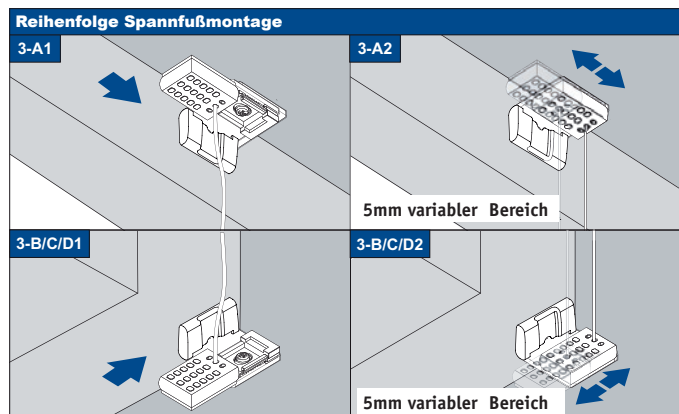 Reihenfolge Spannfußmontage
3-A1
3-A2
5mm variabler Bereich
3-B/C/D1
3-B/C/D2
5mm variabler Bereich